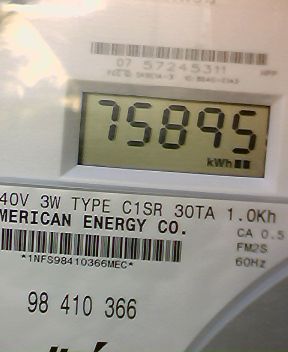 07 57245311
75895
kWh
40V 3W TYPE C1SR 30TA 1.0Kh
MERICAN ENERGY CO.
CA 0.5
FM2S
*1NFS98410366MEC*
60Hz
98 410 366